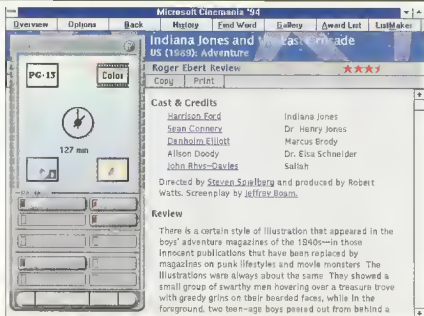 Microsoft Cinemania '94
Overview Options Back History Find Word Gallery Award List ListMaker
Indiana Jones and the Last Crusade
US (1989): Adventure
Roger Ebert Review
Copy Print
PG-13 Color
127 min
Cast & Credits
Harrison Ford Indiana Jones
Sean Connery Dr. Henry Jones
Denholm Elliott Marcus Brody
Alison Doody Dr. Elsa Schneider
John Rhys-Davies Sallah
Directed by Steven Spielberg and produced by Robert
Watts. Screenplay by Jeffrey Boam.
Review
There is a certain style of illustration that appeared in the
boys' adventure magazines of the 1940s—in those
innocent publications that have been replaced by
magazines on punk lifestyles and movie monsters. The
illustrations were always about the same. They showed a
small group of swarthy men hovering over a treasure trove
with greedy grins on their bearded faces, while in the
foreground, two teen-age boys peered out from behind a